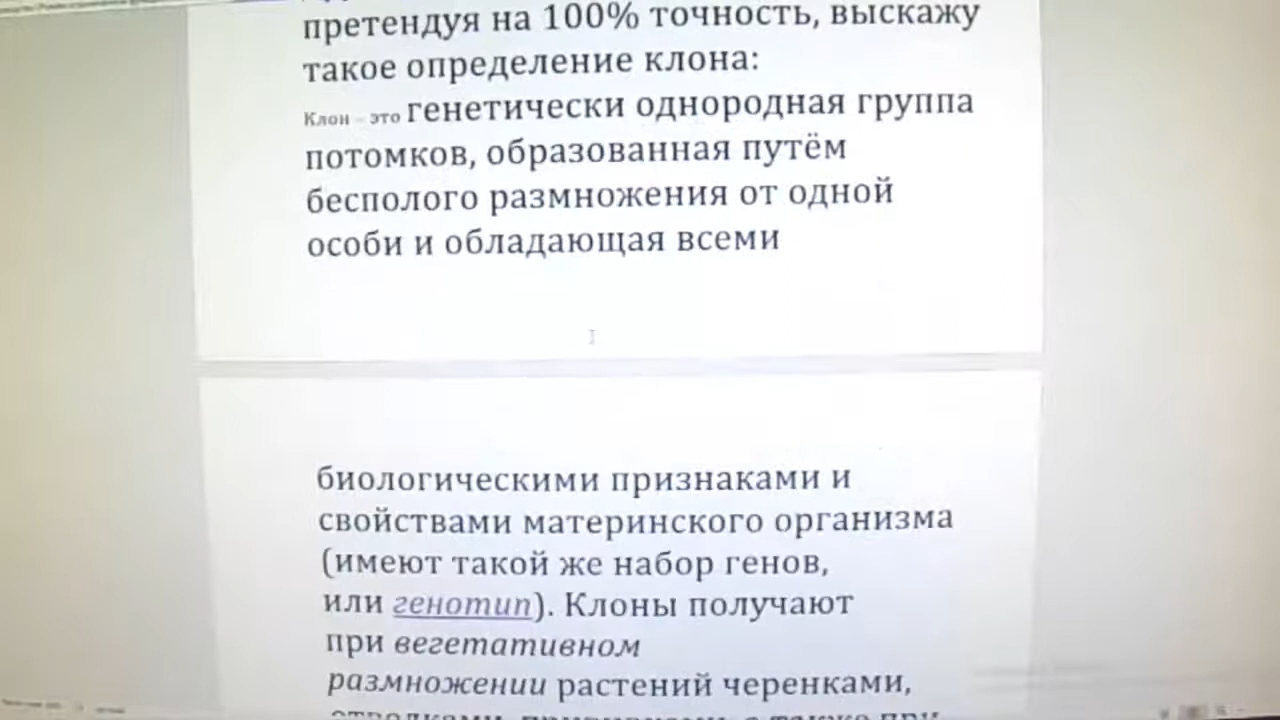 претендуя на 100% точность, выскажу
такое определение клона:
Клон – это генетически однородная группа
потомков, образованная путём
бесполого размножения от одной
особи и обладающая всеми
биологическими признаками и
свойствами материнского организма
(имеют такой же набор генов,
или генотип). Клоны получают
при вегетативном
размножении растений черенками,